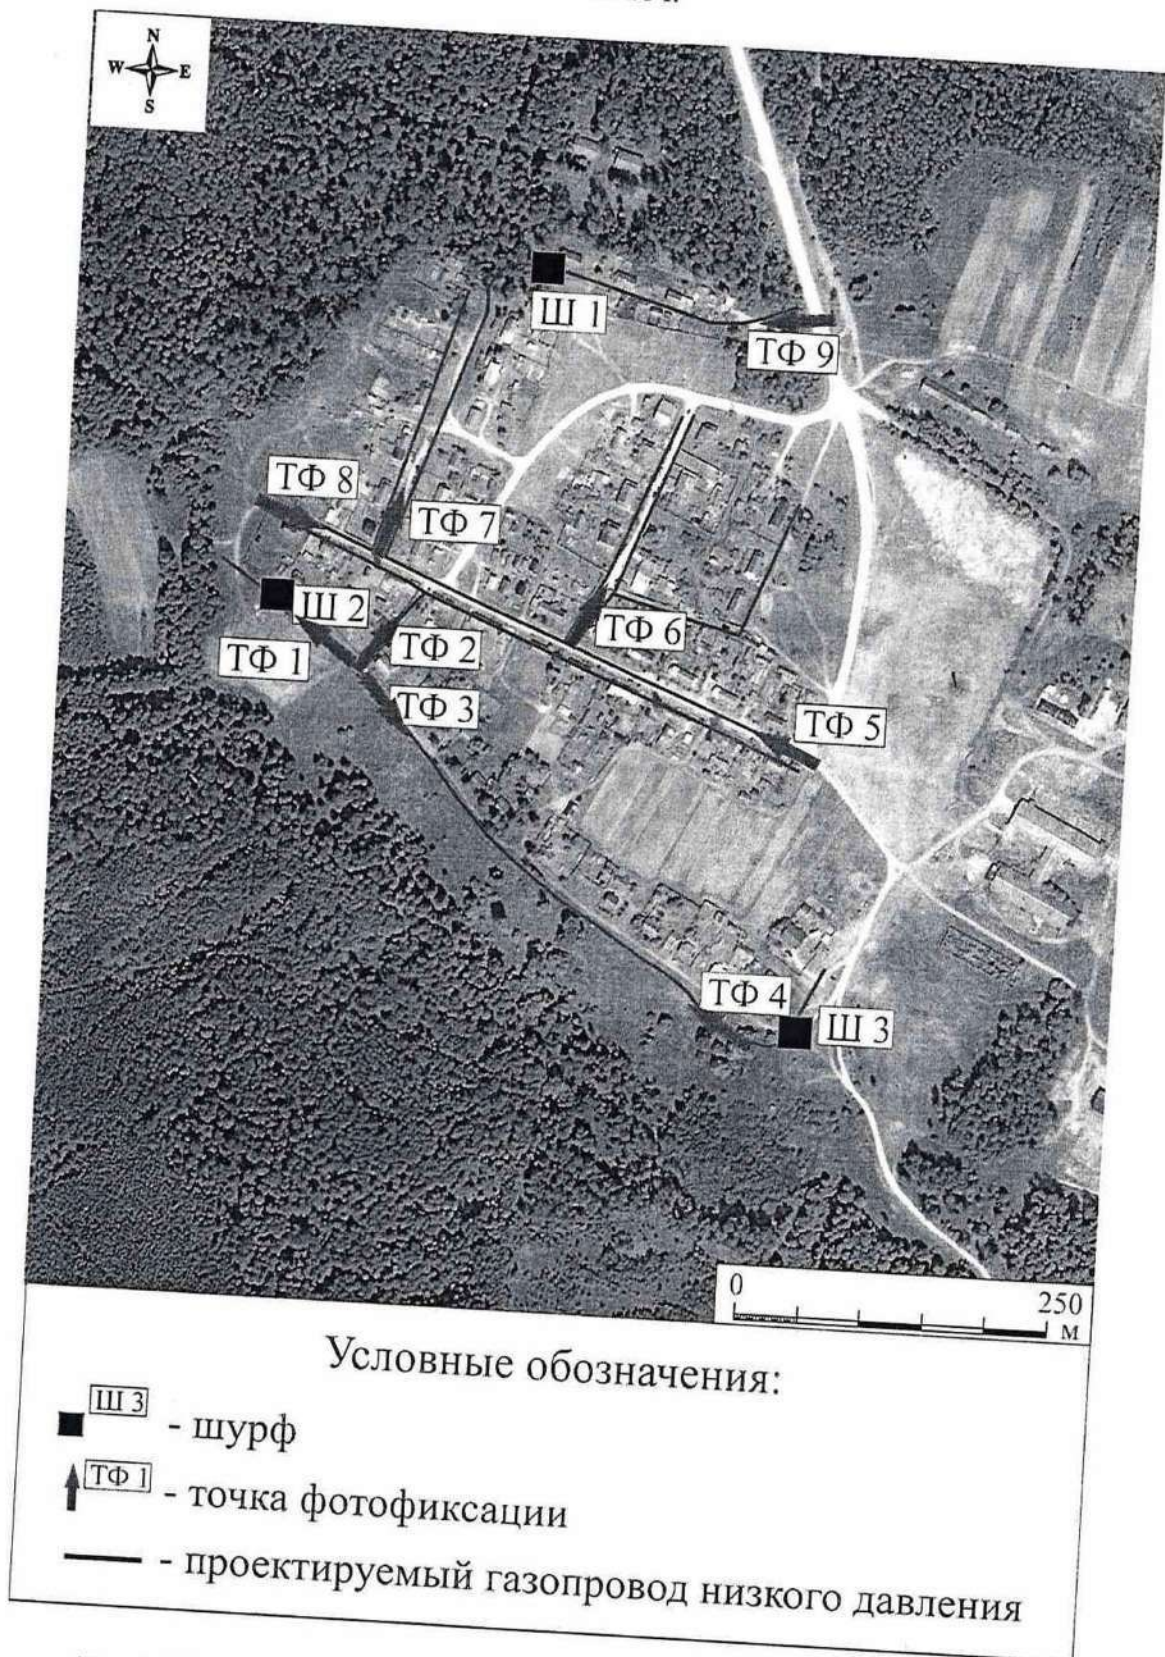 N
W E
S
Ш 1
ТФ 9
ТФ 8
ТФ 7
Ш 2
ТФ 2
ТФ 6
ТФ 1
ТФ 3
ТФ 5
ТФ 4
Ш 3
0 250
м
Условные обозначения:
Ш 3 - шурф
ТФ 1 - точка фотофиксации
- проектируемый газопровод низкого давления